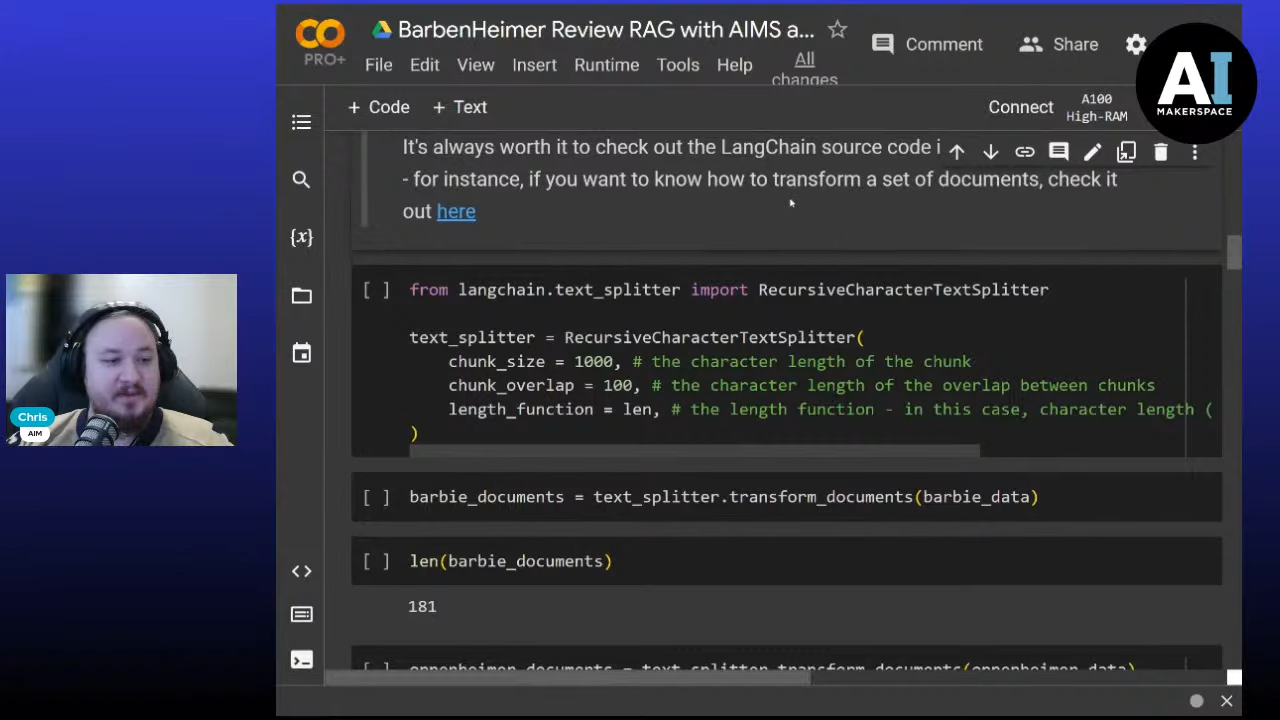 CO
PRO+
BarbenHeimer Review RAG with AIMS a...
File Edit View Insert Runtime Tools Help
All
changes
Comment
Share
AI
MAKERSPACE
+ Code + Text
Connect
A100
High-RAM
It's always worth it to check out the LangChain source code i
- for instance, if you want to know how to transform a set of documents, check it
out here
{x}
[ ] from langchain.text_splitter import RecursiveCharacterTextSplitter
text_splitter = RecursiveCharacterTextSplitter(
chunk_size = 1000, # the character length of the chunk
chunk_overlap = 100, # the character length of the overlap between chunks
length_function = len, # the length function - in this case, character length (
)
[ ] barbie_documents = text_splitter.transform_documents(barbie_data)
[ ] len(barbie_documents)
181
[ ] oppenheimer_documents = text_splitter.transform_documents(oppenheimer_data)
Chris
AIM